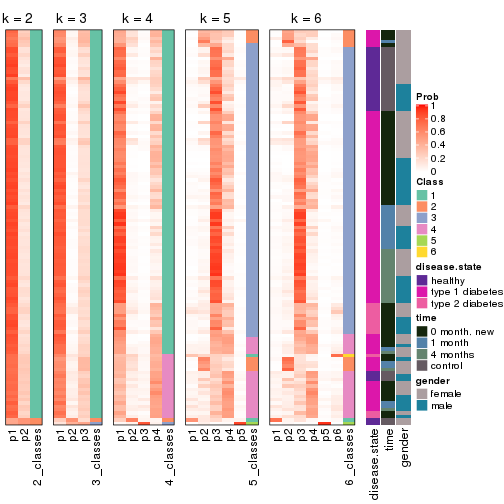 k = 2
k = 3
k = 4
k = 5
k = 6
Prob
1
0.8
0.6
0.4
0.2
0
Class
1
2
3
4
5
6
disease.state
healthy
type 1 diabetes
type 2 diabetes
time
0 month. new
1 month
4 months
control
gender
female
male
p1
p2
2_classes
p1
p2
p3
3_classes
p1
p2
p3
p4
4_classes
p1
p2
p3
p4
p5
5_classes
p1
p2
p3
p4
p5
p6
6_classes
disease.state
time
gender